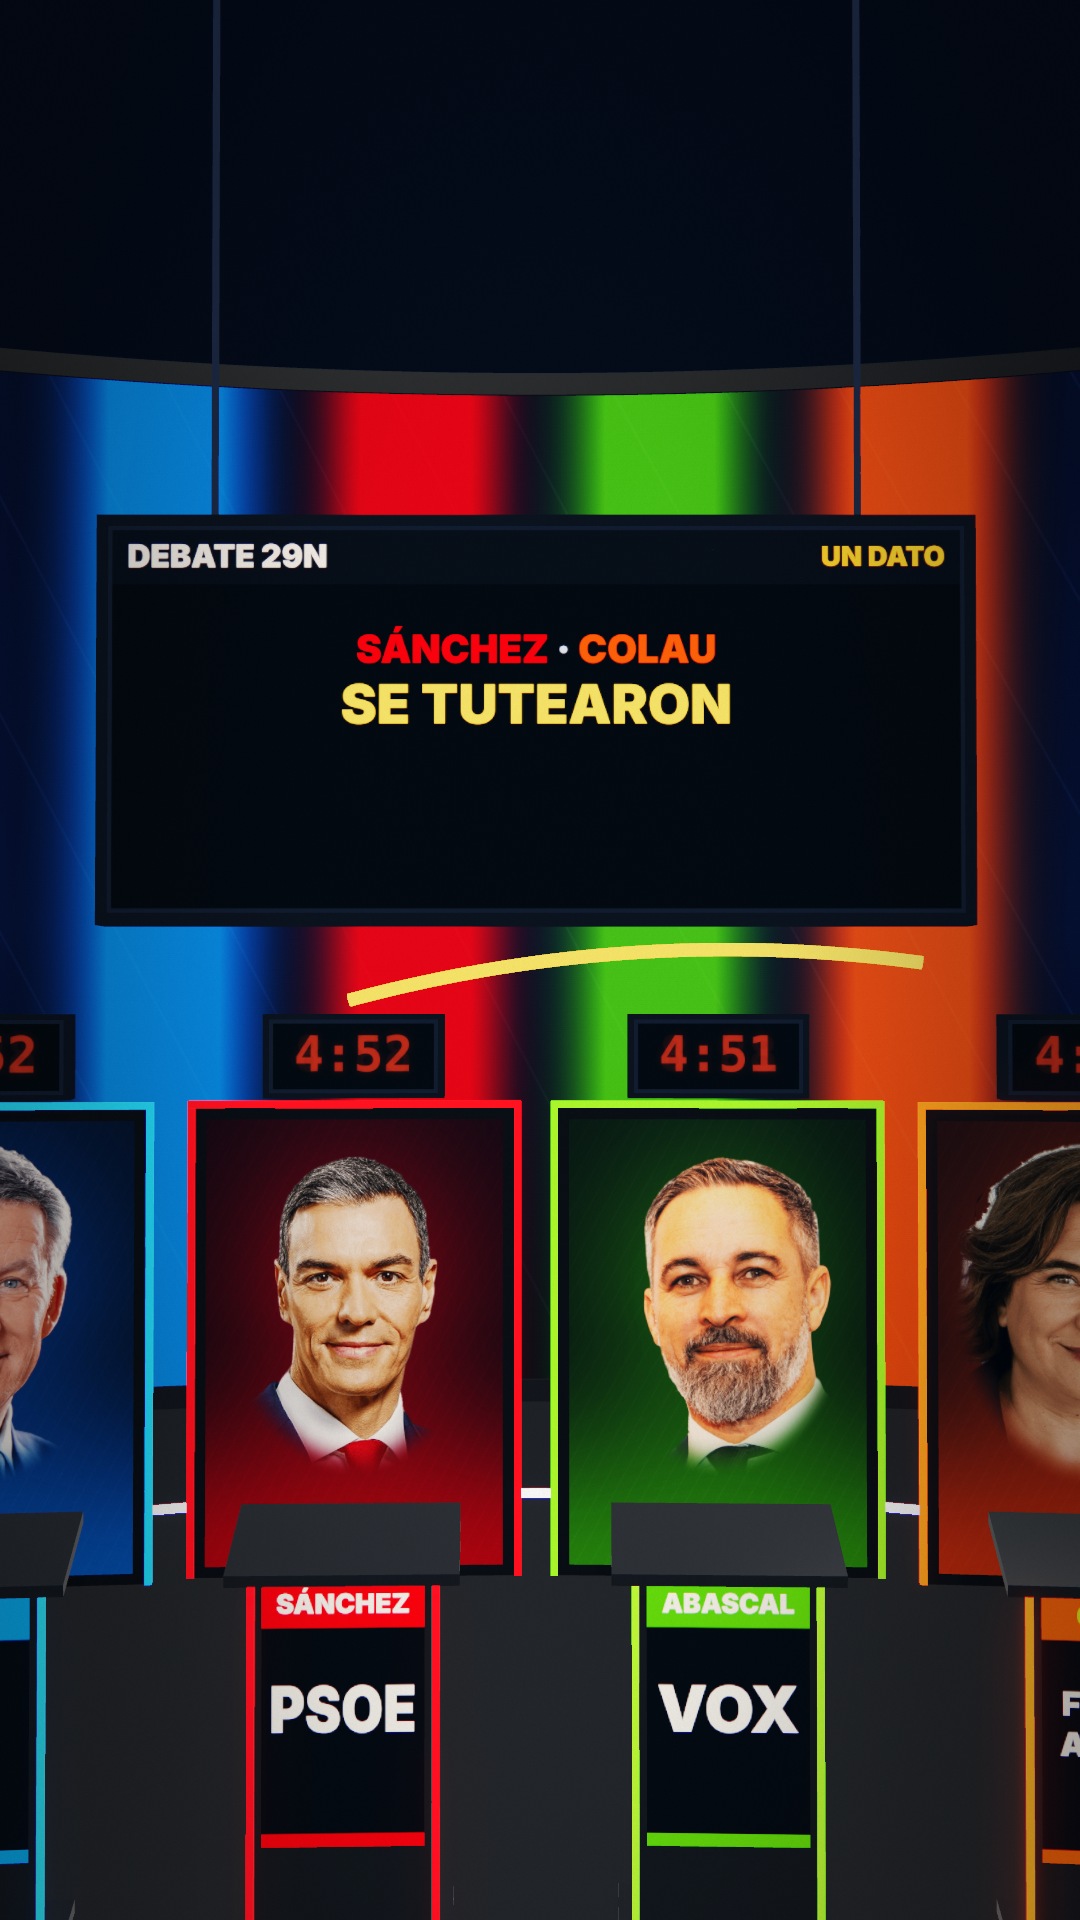 DEBATE 29N
UN DATO
SÁNCHEZ · COLAU
SE TUTEARON
4:52
4:51
SÁNCHEZ
ABASCAL
PSOE
VOX